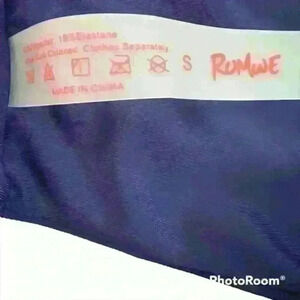 18%Elastane
Clothes Separately
S ROMWE
MADE IN CHINA
PhotoRoom®